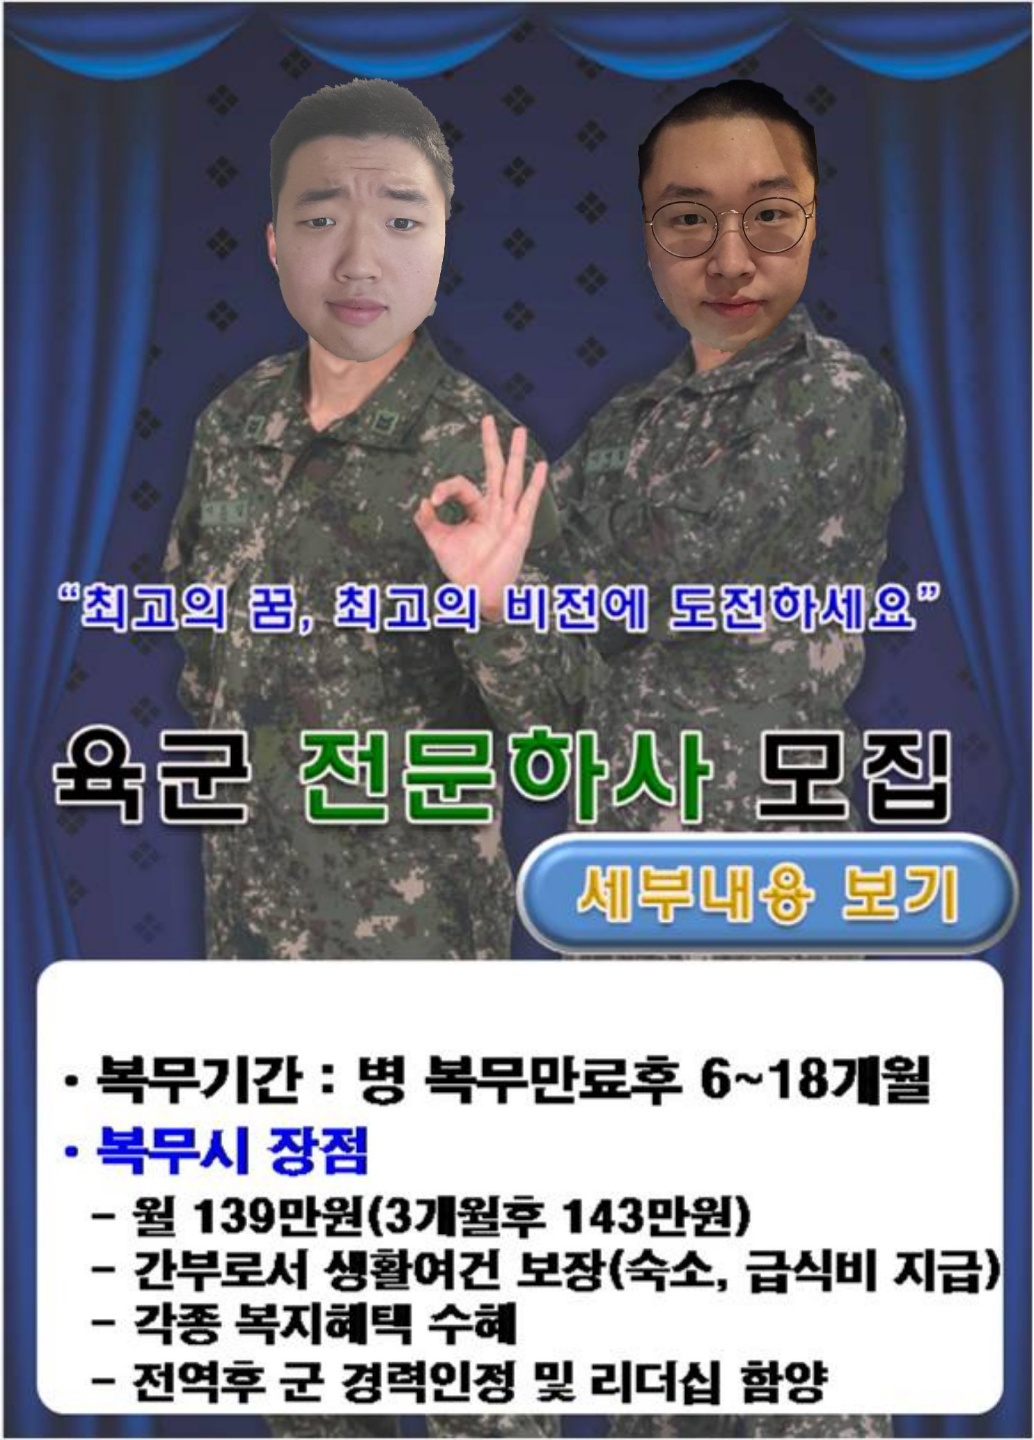 “최고의 꿈, 최고의 비전에 도전하세요”
육군 전문하사 모집
세부내용 보기
· 복무기간 : 병 복무만료후 6~18개월
· 복무시 장점
- 월 139만원(3개월후 143만원)
- 간부로서 생활여건 보장(숙소, 급식비 지급)
- 각종 복지혜택 수혜
- 전역후 군 경력인정 및 리더십 함양